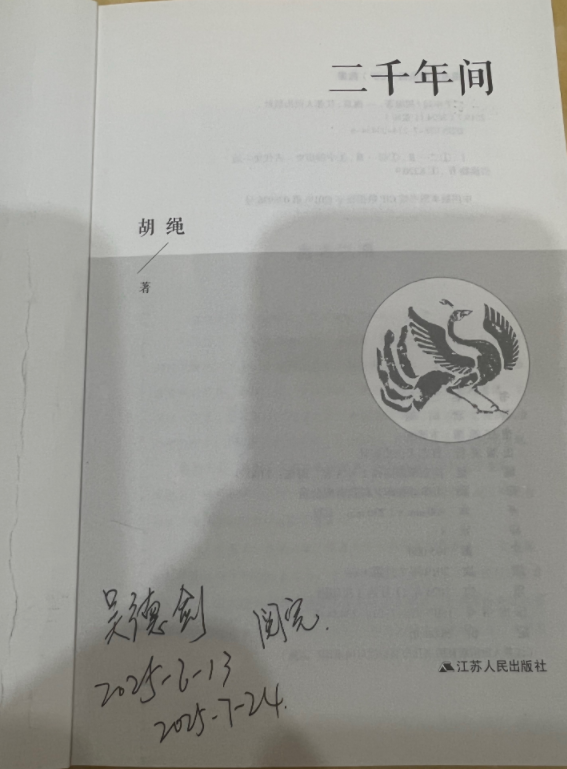 二千年间
胡绳
著
吴德剑 阅完.
2025-6-13
2025-7-24.
江苏人民出版社